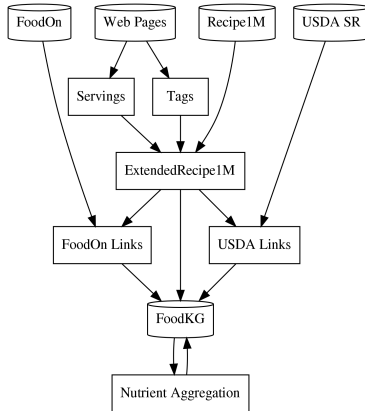 FoodOn
Web Pages
Recipe1M
USDA SR
Servings
Tags
ExtendedRecipe1M
FoodOn Links
USDA Links
FoodKG
Nutrient Aggregation